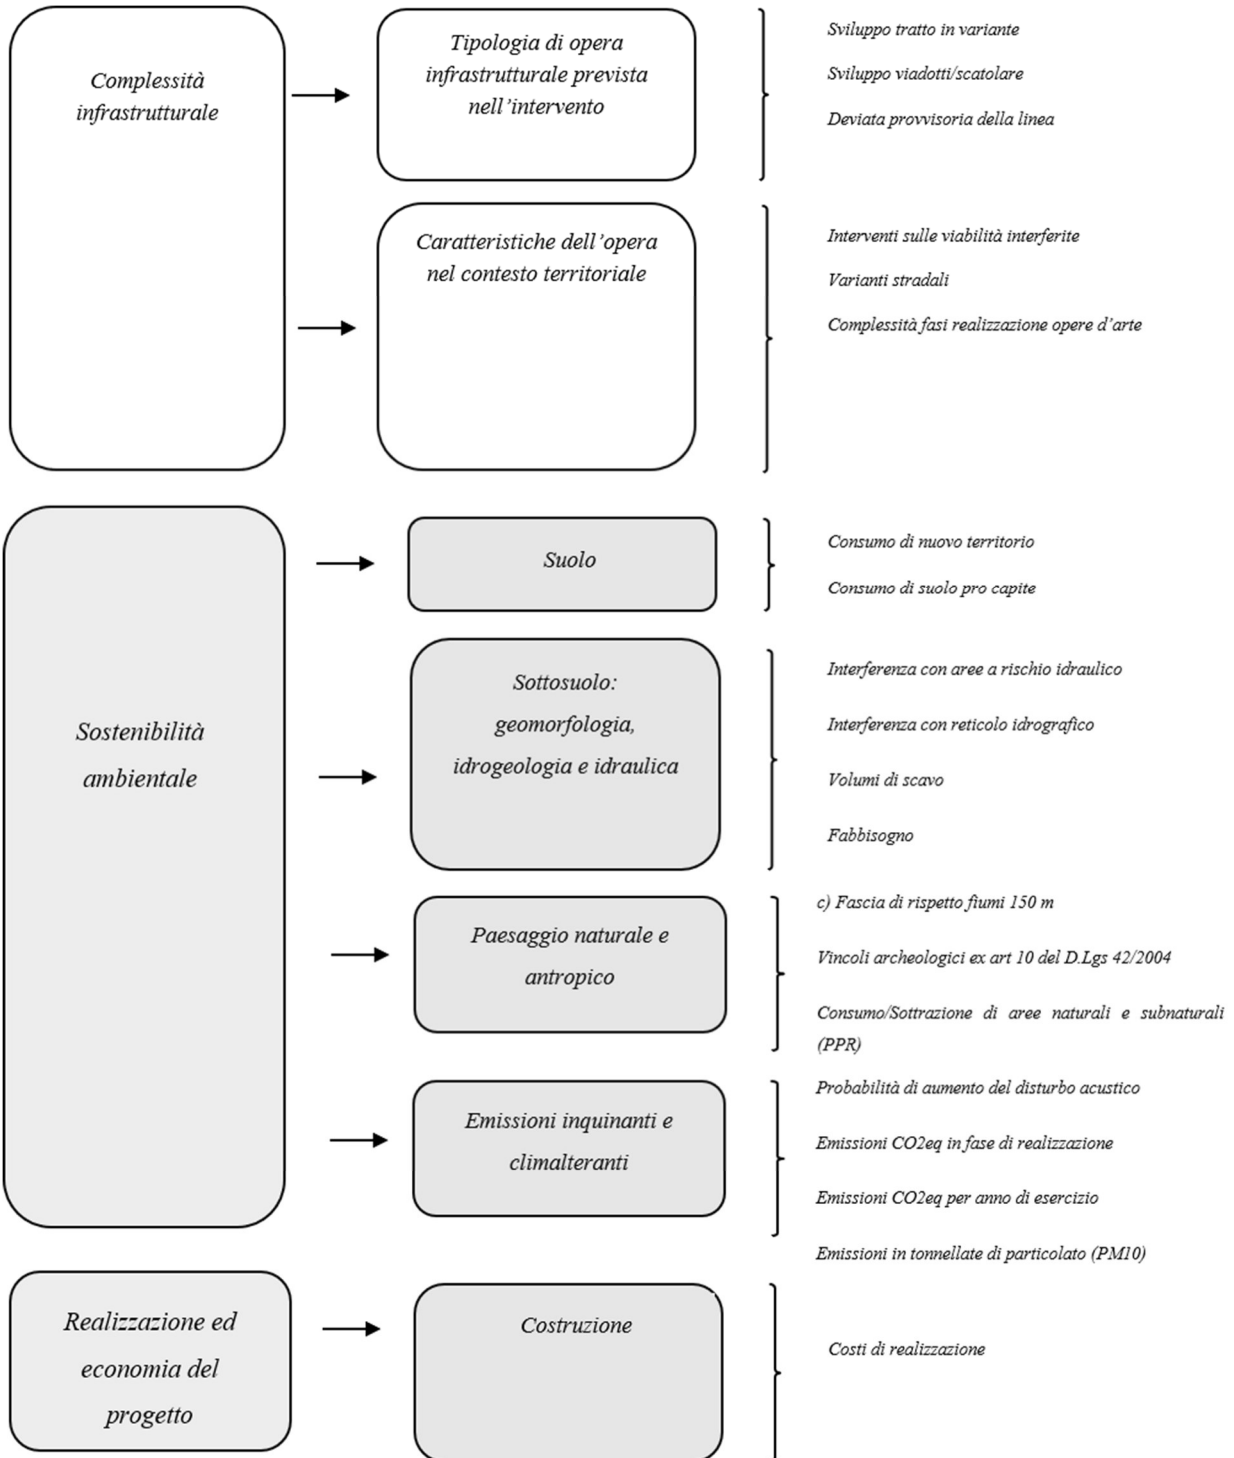 Complessità
infrastrutturale
Tipologia di opera
infrastrutturale prevista
nell'intervento
Sviluppo tratto in variante
Sviluppo viadotti/scatolare
Deviata provvisoria della linea
Caratteristiche dell'opera
nel contesto territoriale
Interventi sulle viabilità interferite
Varianti stradali
Complessità fasi realizzazione opere d'arte
Sostenibilità
ambientale
Suolo
Consumo di nuovo territorio
Consumo di suolo pro capite
Sottosuolo:
geomorfologia,
idrogeologia e idraulica
Interferenza con aree a rischio idraulico
Interferenza con reticolo idrografico
Volumi di scavo
Fabbisogno
Paesaggio naturale e
antropico
c) Fascia di rispetto fiumi 150 m
Vincoli archeologici ex art 10 del D.Lgs 42/2004
Consumo/Sottrazione di aree naturali e subnaturali
(PPR)
Emissioni inquinanti e
climalteranti
Probabilità di aumento del disturbo acustico
Emissioni CO2eq in fase di realizzazione
Emissioni CO2eq per anno di esercizio
Emissioni in tonnellate di particolato (PM10)
Realizzazione ed
economia del
progetto
Costruzione
Costi di realizzazione